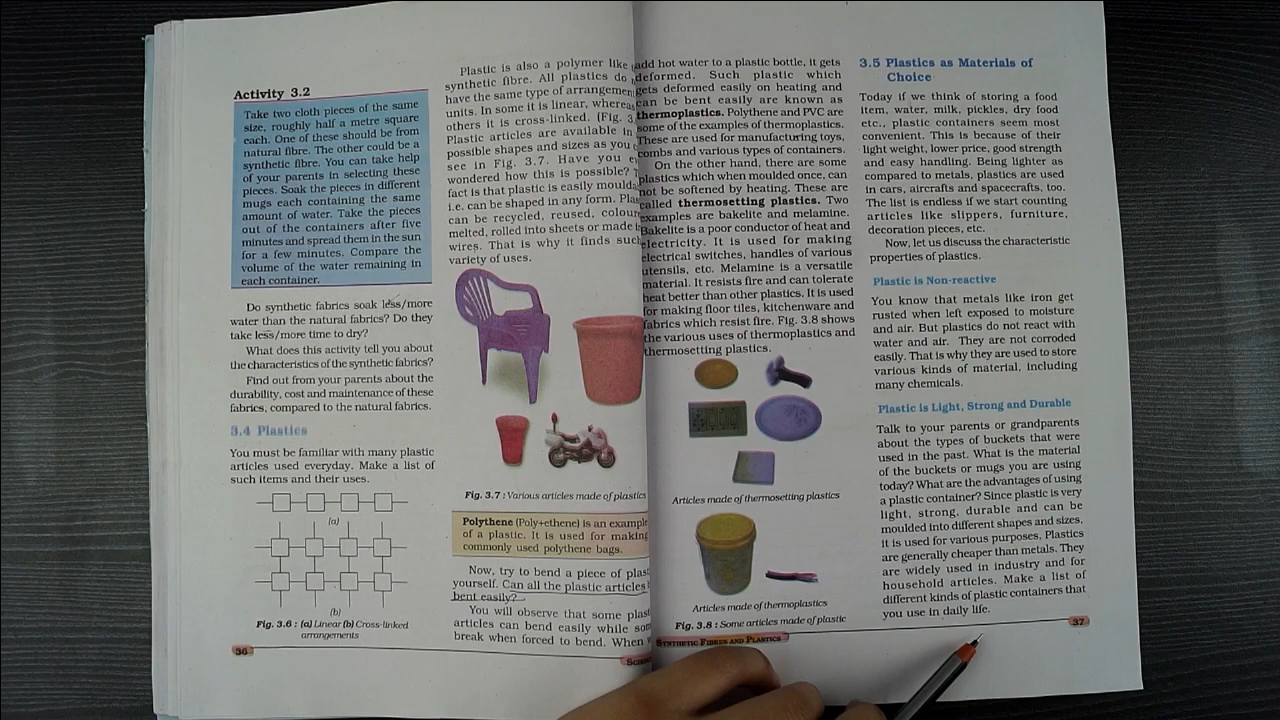 Activity 3.2
Take two cloth pieces of the same
size, roughly half a metre square
each. One of these should be from
natural fibre. The other could be a
synthetic fibre. You can take help
of your parents in selecting these
pieces. Soak the pieces in different
mugs each containing the same
amount of water. Take the pieces
out of the containers after five
minutes and spread them in the sun
for a few minutes. Compare the
volume of the water remaining in
each container.
Do synthetic fabrics soak less/more
water than the natural fabrics? Do they
take less/more time to dry?
What does this activity tell you about
the characteristics of the synthetic fabrics?
Find out from your parents about the
durability, cost and maintenance of these
fabrics, compared to the natural fabrics.
3.4 Plastics
You must be familiar with many plastic
articles used everyday. Make a list of
such items and their uses.
(a)
(b)
Fig. 3.6 : (a) Linear (b) Cross-linked
arrangements
36
Plastic is also a polymer like
synthetic fibre. All plastics do
have the same type of arrangement
units. In some it is linear, whereas
others it is cross-linked. (Fig. 3.
Plastic articles are available in
possible shapes and sizes as you
see in Fig. 3.7. Have you
wondered how this is possible?
fact is that plastic is easily
i.e. can be shaped in any form.
can be recycled, reused,
melted, rolled into sheets or made
wires. That is why it finds such
variety of uses.
Fig. 3.7 : Various articles made of plastics
Polythene (Poly+ethene) is an example
of a plastic. It is used for making
commonly used polythene bags.
Now, try to bend a piece of
yourself. Can all the plastic articles
bent easily?
You will observe that some
articles can bend easily while
break when forced to bend. When
add hot water to a plastic bottle, it gets
deformed. Such plastic which
gets deformed easily on heating and
can be bent easily are known as
thermoplastics. Polythene and PVC are
some of the examples of thermoplastics.
These are used for manufacturing toys,
combs and various types of containers.
On the other hand, there are some
plastics which when moulded once, can
not be softened by heating. These are
called thermosetting plastics. Two
examples are bakelite and melamine.
Bakelite is a poor conductor of heat and
electricity. It is used for making
electrical switches, handles of various
utensils, etc. Melamine is a versatile
material. It resists fire and can tolerate
heat better than other plastics. It is used
for making floor tiles, kitchenware and
fabrics which resist fire. Fig. 3.8 shows
the various uses of thermoplastics and
thermosetting plastics.
Articles made of thermosetting plastics
Articles made of thermoplastics
Fig. 3.8 : Some articles made of plastic
SYNTHETIC FIBRES AND PLASTICS
3.5 Plastics as Materials of
Choice
Today if we think of storing a food
item, water, milk, pickles, dry food
etc., plastic containers seem most
convenient. This is because of their
light weight, lower price, good strength
and easy handling. Being lighter as
compared to metals, plastics are used
in cars, aircrafts and spacecrafts, too.
The list is endless if we start counting
articles like slippers, furniture,
decoration pieces, etc.
Now, let us discuss the characteristic
properties of plastics.
Plastic is Non-reactive
You know that metals like iron get
rusted when left exposed to moisture
and air. But plastics do not react with
water and air. They are not corroded
easily. That is why they are used to store
various kinds of material, including
many chemicals.
Plastic is Light, Strong and Durable
Talk to your parents or grandparents
about the types of buckets that were
used in the past. What is the material
of the buckets or mugs you are using
today? What are the advantages of using
a plastic container? Since plastic is very
light, strong, durable and can be
moulded into different shapes and sizes,
it is used for various purposes. Plastics
are generally cheaper than metals. They
are widely used in industry and for
household articles. Make a list of
different kinds of plastic containers that
you use in daily life.
37